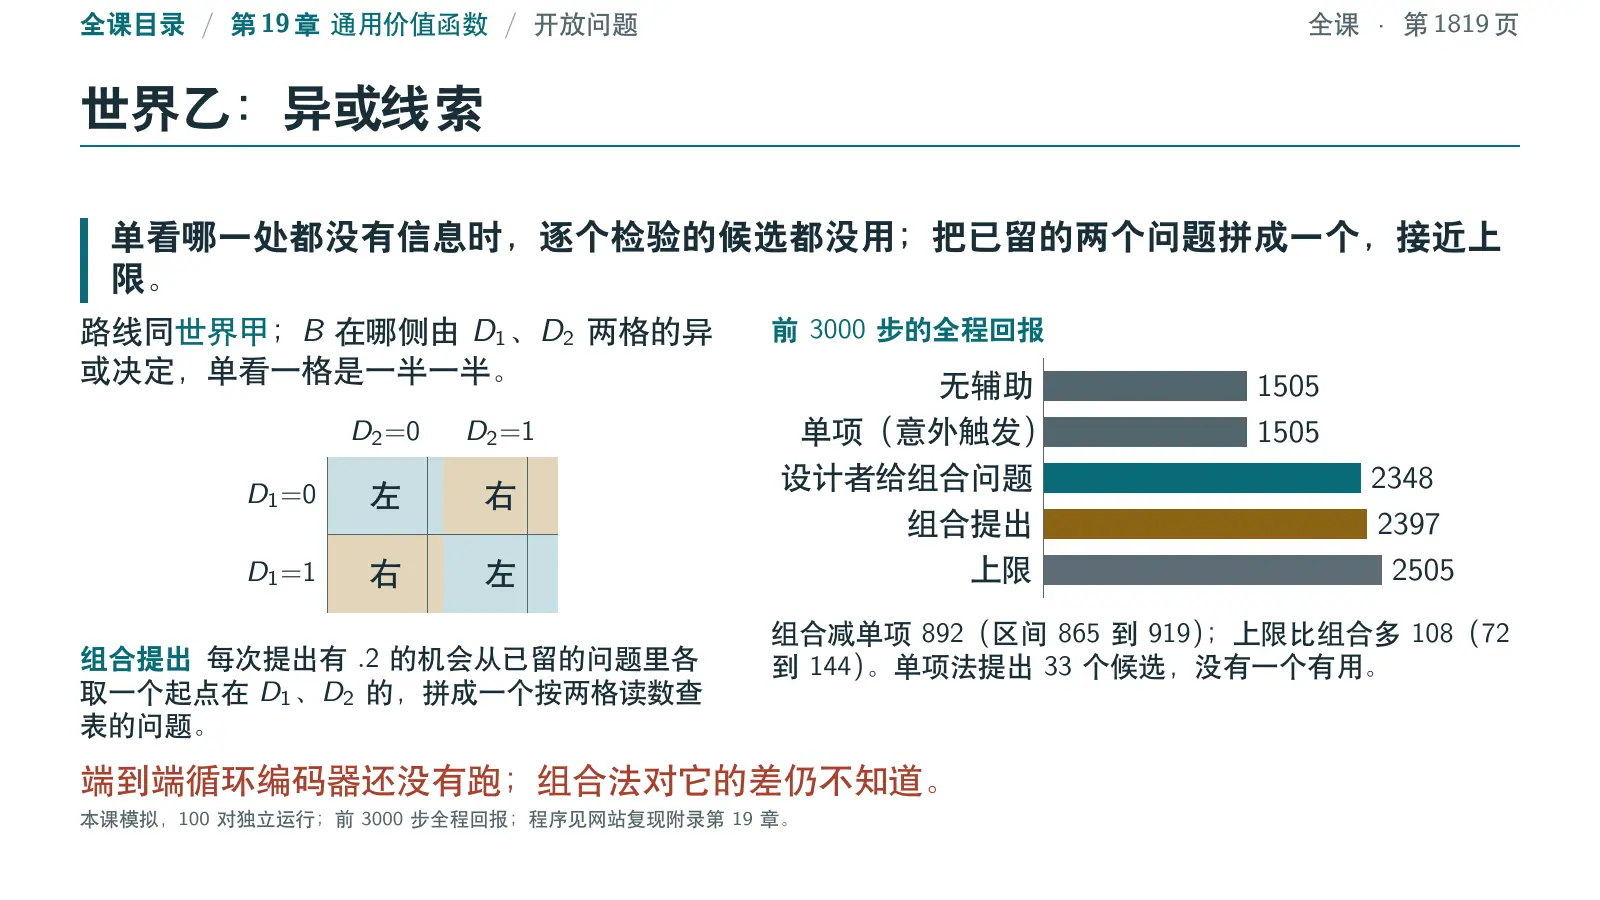 全课目录 / 第19章 通用价值函数 / 开放问题
全课 · 第1819页
世界乙：异或线索
单看哪一处都没有信息时，逐个检验的候选都没用；把已留的两个问题拼成一个，接近上
限。
路线同世界甲；B 在哪侧由 D₁、D₂ 两格的异
或决定，单看一格是一半一半。
D₂=0 D₂=1
D₁=0 左 右
D₁=1 右 左
组合提出 每次提出有 .2 的机会从已留的问题里各
取一个起点在 D₁、D₂ 的，拼成一个按两格读数查
表的问题。
前 3000 步的全程回报
无辅助 1505
单项（意外触发） 1505
设计者给组合问题 2348
组合提出 2397
上限 2505
组合减单项 892（区间 865 到 919）；上限比组合多 108（72
到 144）。单项法提出 33 个候选，没有一个有用。
端到端循环编码器还没有跑；组合法对它的差仍不知道。
本课模拟，100 对独立运行；前 3000 步全程回报；程序见网站复现附录第 19 章。